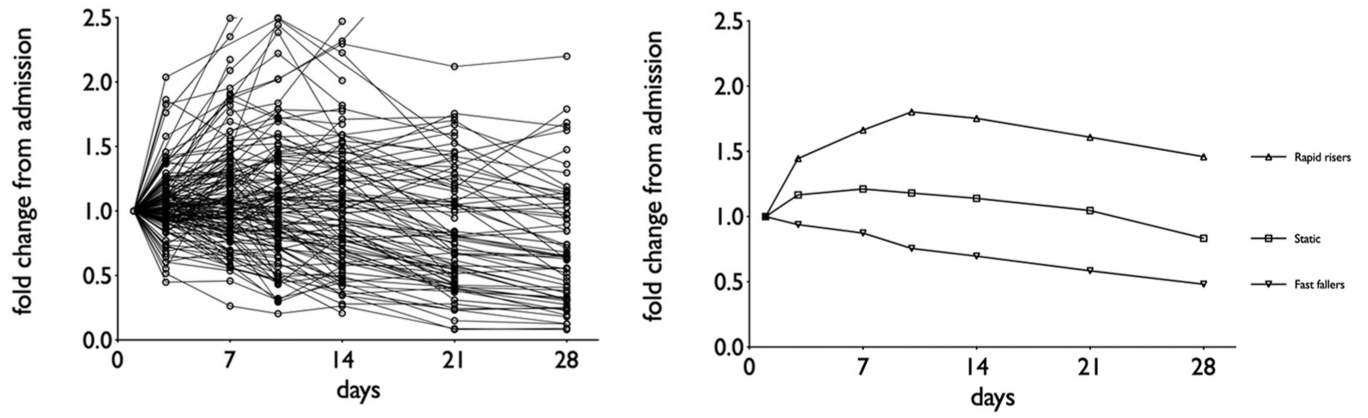 fold change from admission
2.5
2.0
1.5
1.0
0.5
0.0
0 7 14 21 28
days
fold change from admission
2.5
2.0
1.5
1.0
0.5
0.0
0 7 14 21 28
days
Rapid risers
Static
Fast fallers